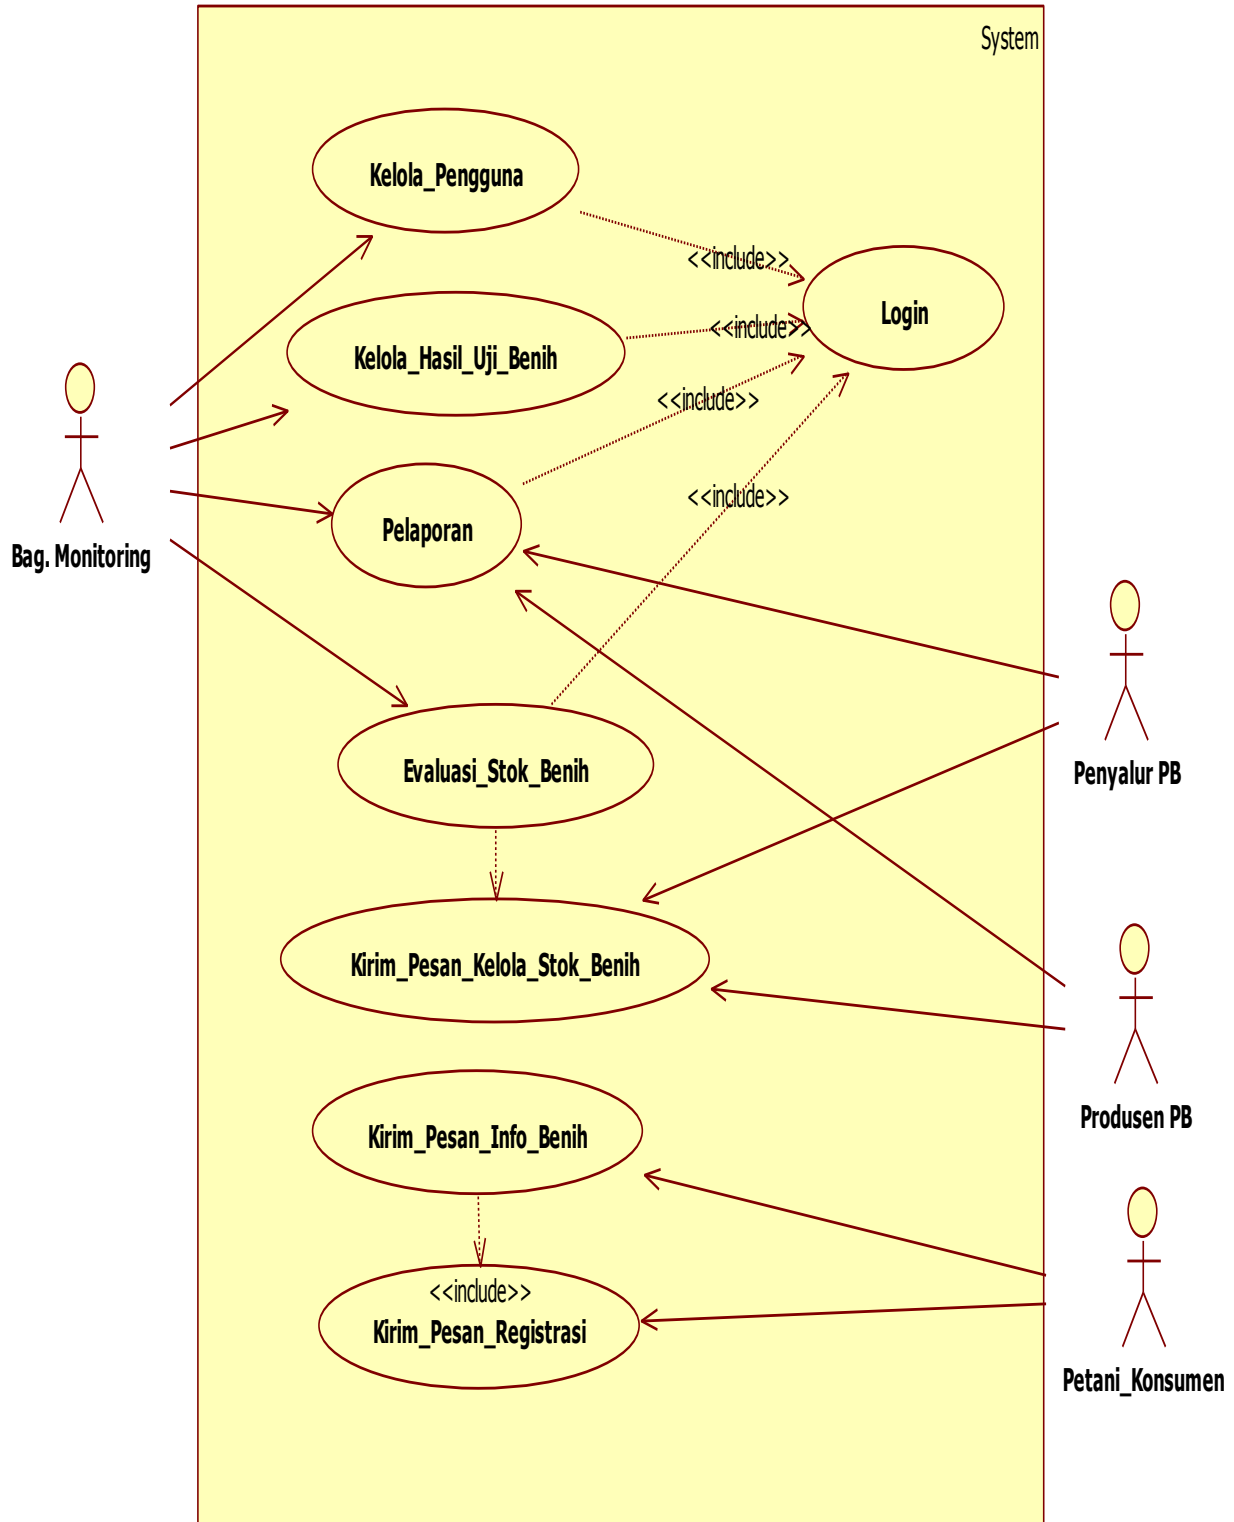 System
Kelola_Pengguna
<<include>>
Login
<<include>>
Kelola_Hasil_Uji_Benih
<<include>>
<<include>>
Pelaporan
Bag. Monitoring
Evaluasi_Stok_Benih
Penyalur PB
Kirim_Pesan_Kelola_Stok_Benih
Produsen PB
Kirim_Pesan_Info_Benih
<<include>>
Kirim_Pesan_Registrasi
Petani_Konsumen